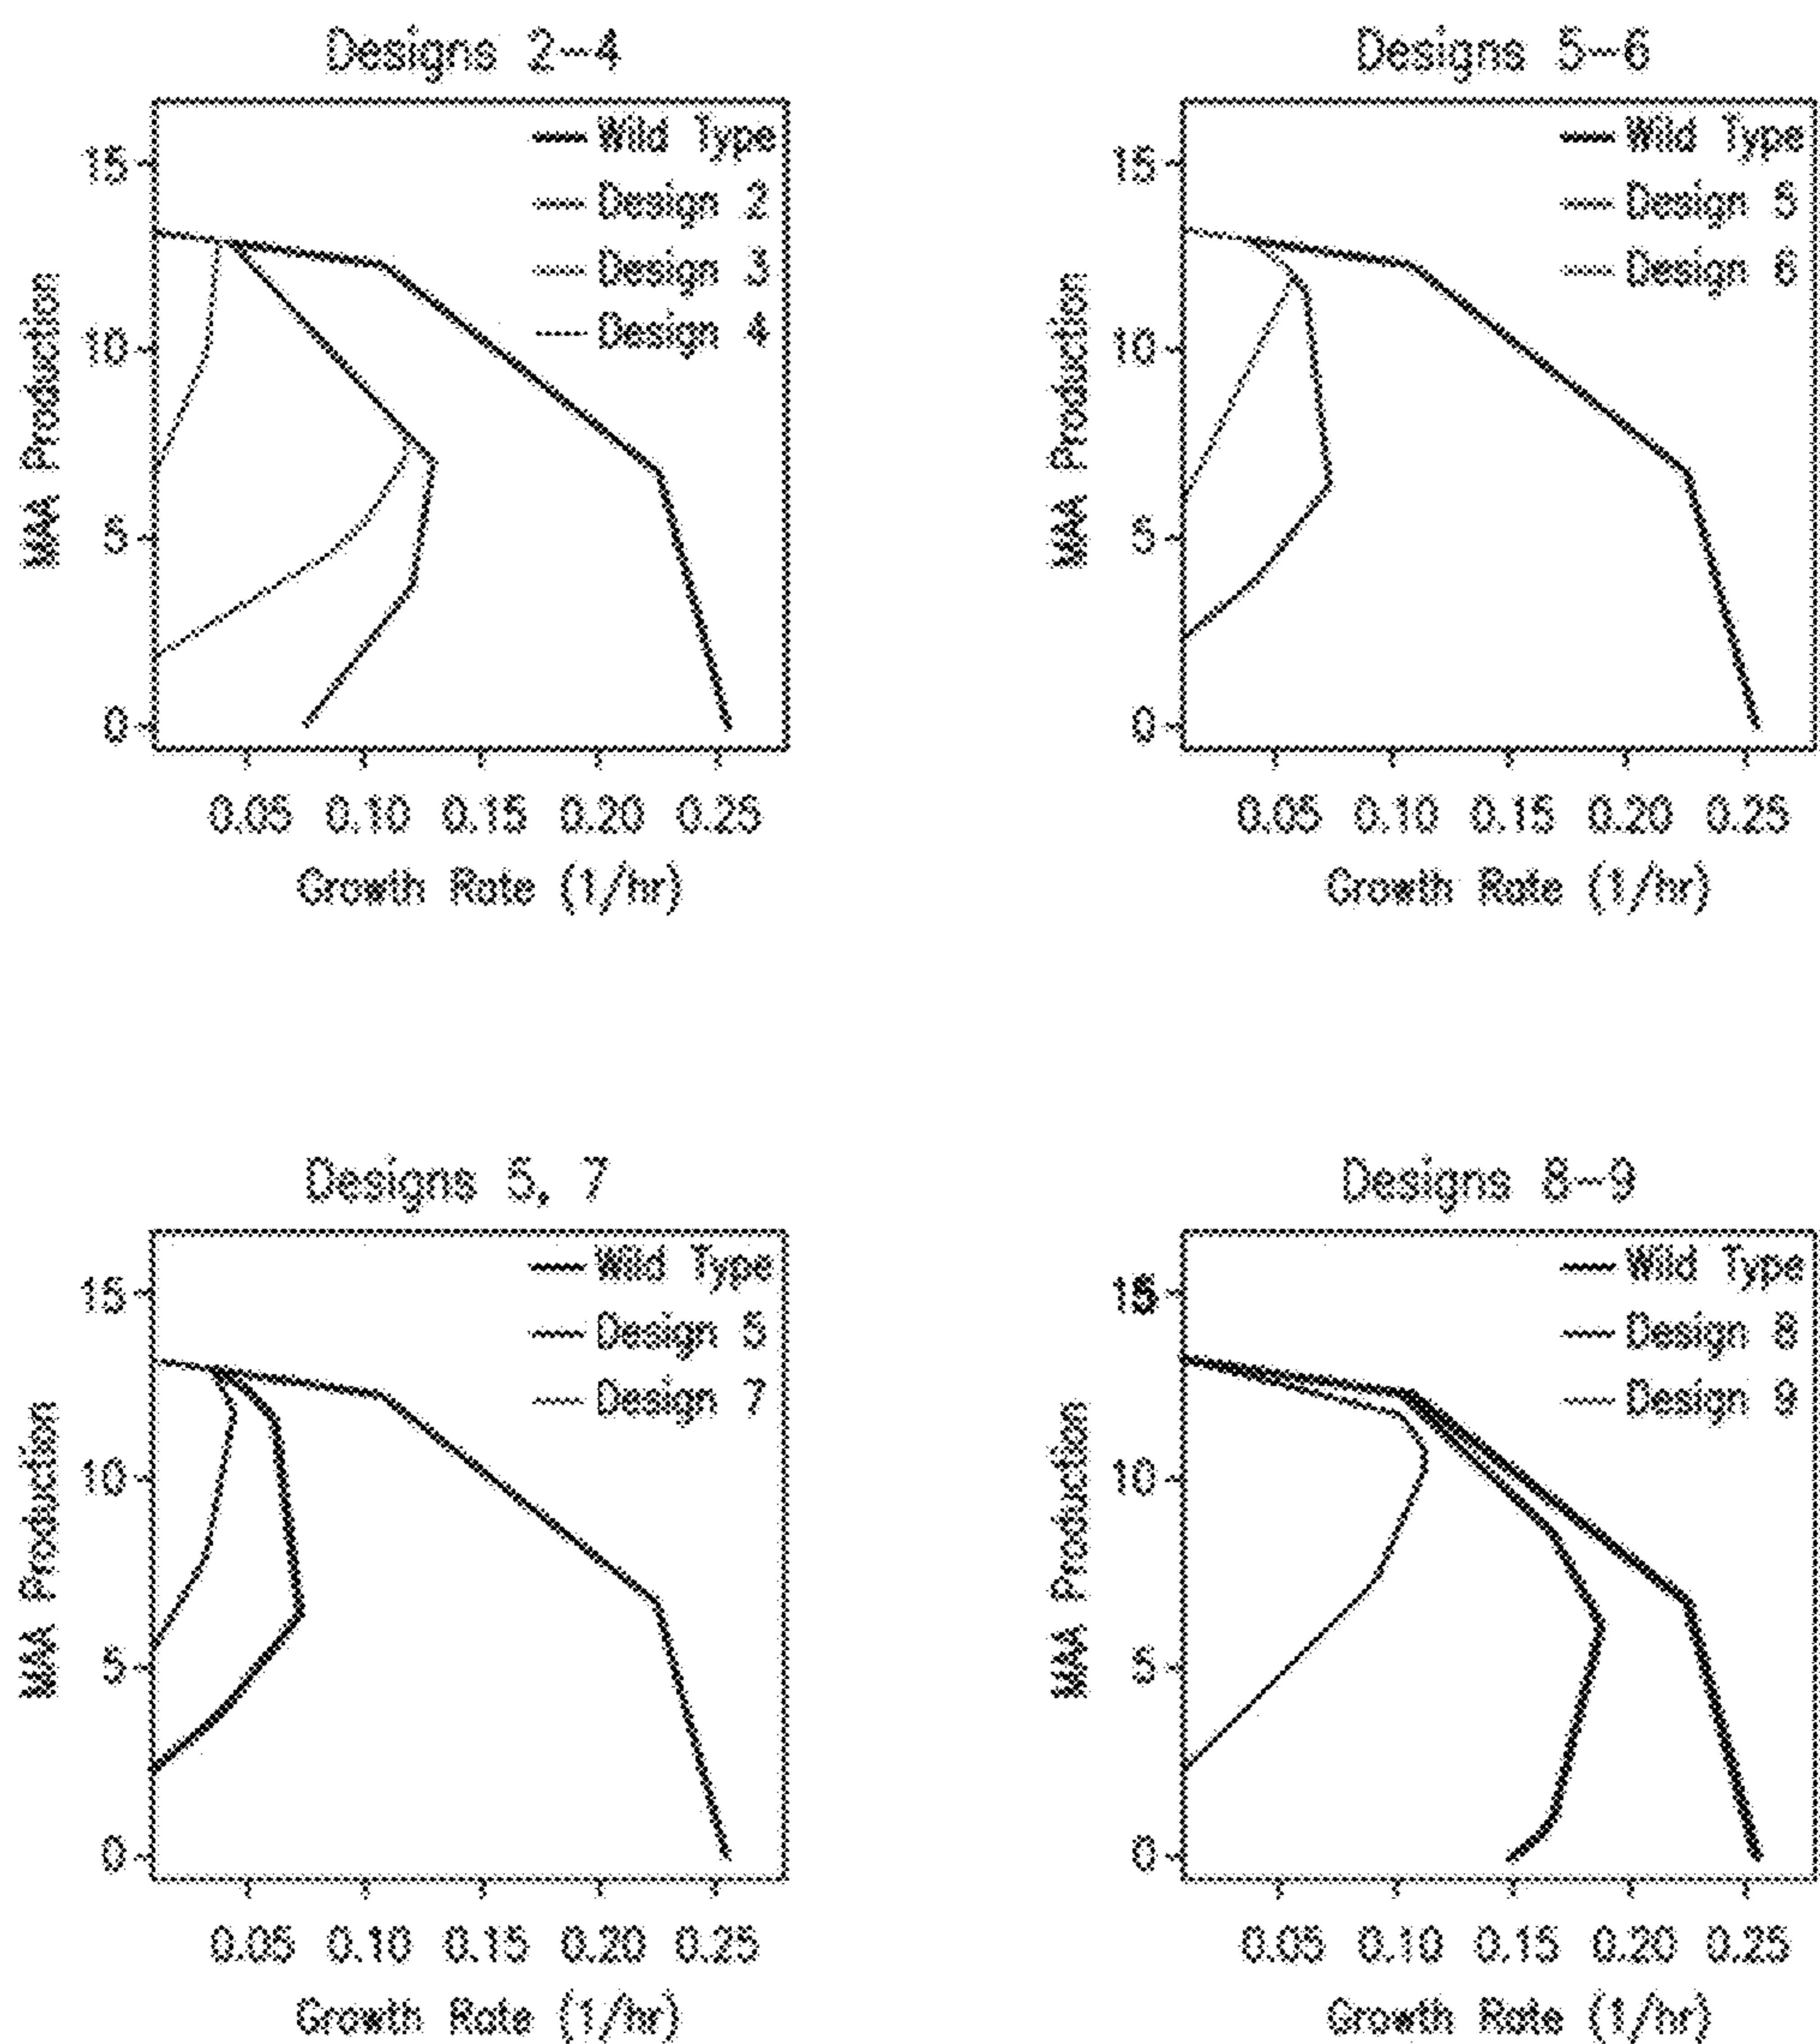 Designs 2-4
Wild Type
Design 2
Design 3
Design 4
15
10
5
0
MAA Production
0.05 0.10 0.15 0.20 0.25
Growth Rate (1/hr)
Designs 5-6
Wild Type
Design 5
Design 6
15
10
5
0
MAA Production
0.05 0.10 0.15 0.20 0.25
Growth Rate (1/hr)
Designs 5, 7
Wild Type
Design 5
Design 7
15
10
5
0
MAA Production
0.05 0.10 0.15 0.20 0.25
Growth Rate (1/hr)
Designs 8-9
Wild Type
Design 8
Design 9
15
10
5
0
MAA Production
0.05 0.10 0.15 0.20 0.25
Growth Rate (1/hr)